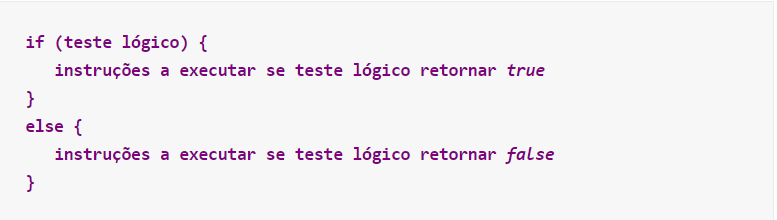 if (teste lógico) {
instruções a executar se teste lógico retornar true
}
else {
instruções a executar se teste lógico retornar false
}